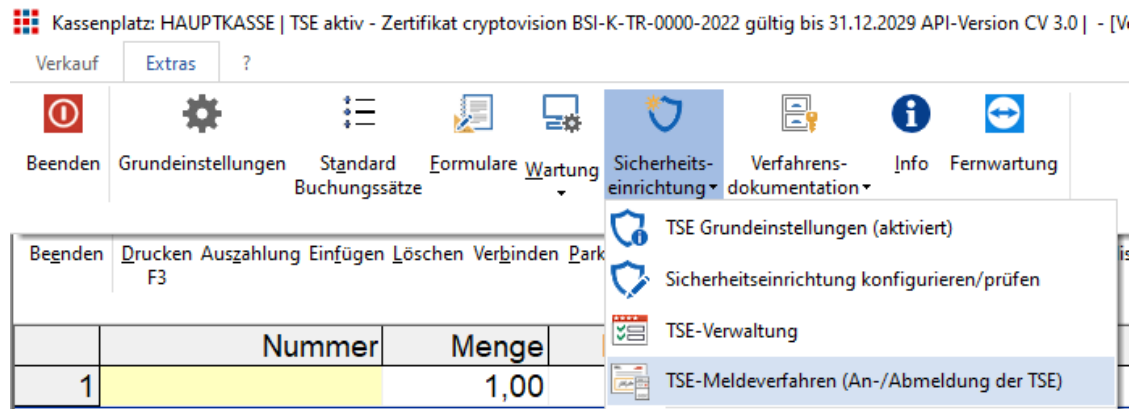 Kassenplatz: HAUPTKASSE | TSE aktiv - Zertifikat cryptovision BSI-K-TR-0000-2022 gültig bis 31.12.2029 API-Version CV 3.0 | - [V
Verkauf Extras ?
Beenden Grundeinstellungen Standard Buchungssätze Formulare Wartung Sicherheits- einrichtung Verfahrens- dokumentation Info Fernwartung
TSE Grundeinstellungen (aktiviert)
Beenden Drucken F3 Auszahlung Einfügen Löschen Verbinden Park
Sicherheitseinrichtung konfigurieren/prüfen
TSE-Verwaltung
Nummer Menge
TSE-Meldeverfahren (An-/Abmeldung der TSE)
1 1,00